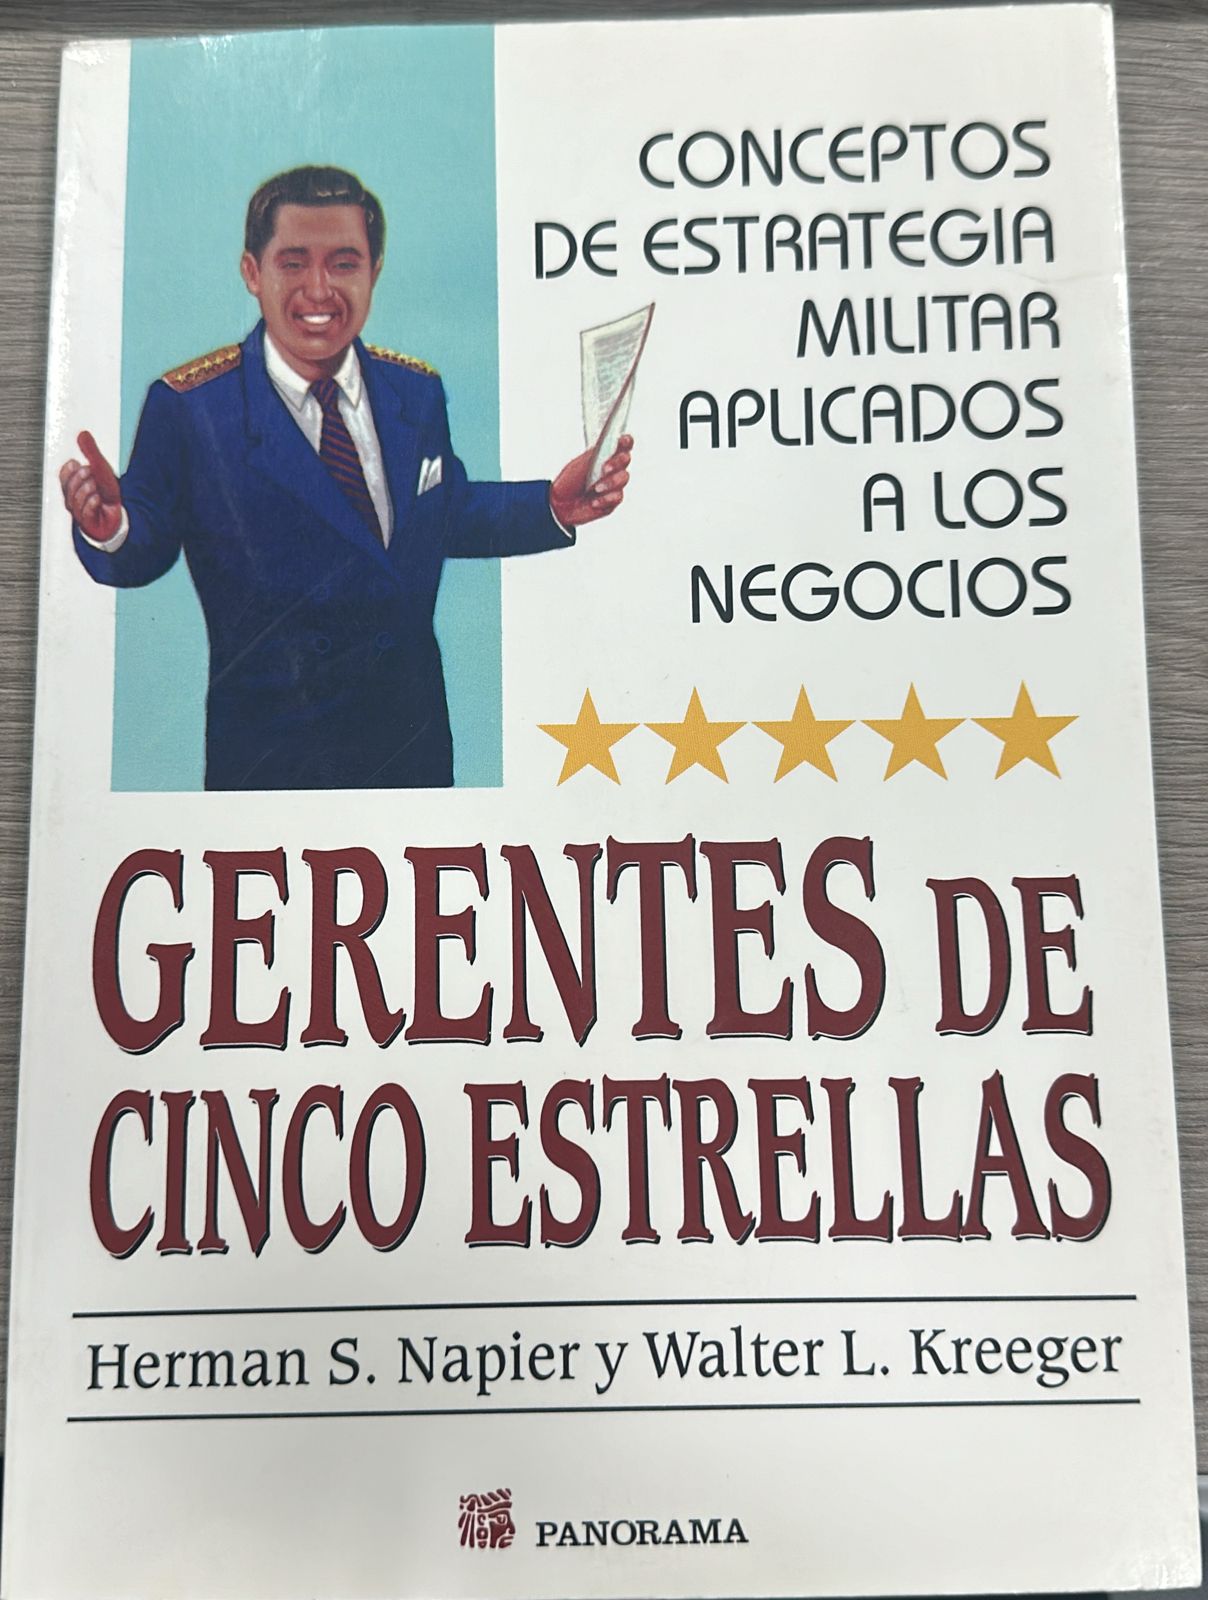 CONCEPTOS
DE ESTRATEGIA
MILITAR
APLICADOS
A LOS
NEGOCIOS
GERENTES DE
CINCO ESTRELLAS
Herman S. Napier y Walter L. Kreeger
PANORAMA